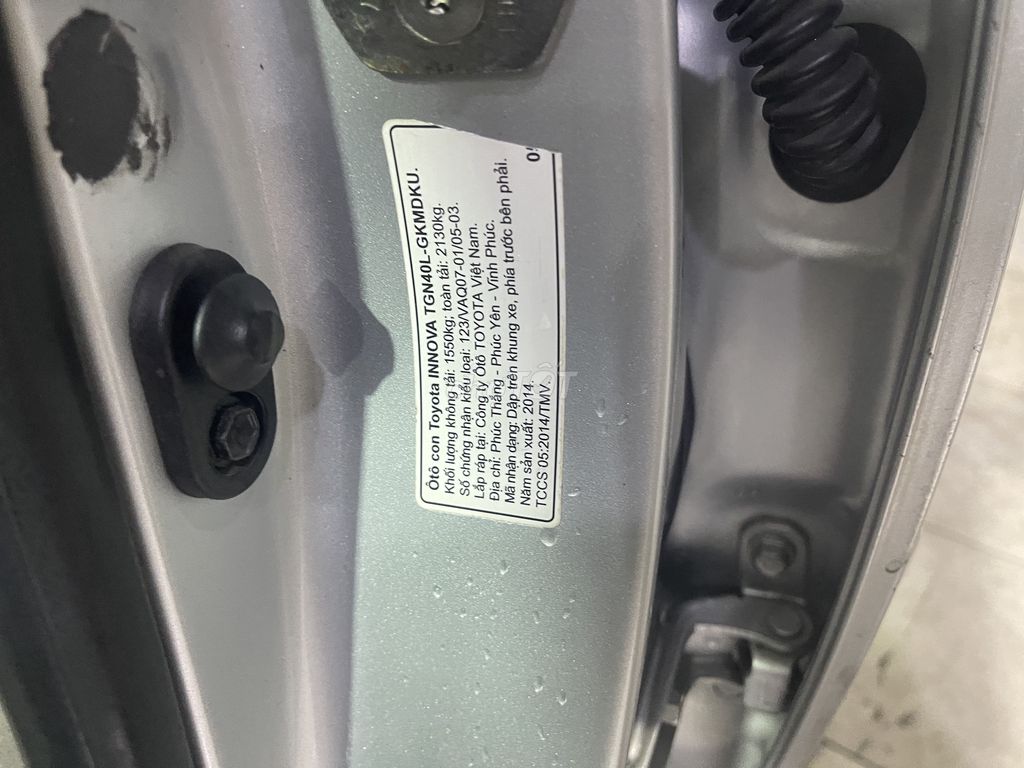 Ôtô con Toyota INNOVA TGN40L-GKMDKU.
Khối lượng không tải: 1550kg; toàn tải: 2130kg.
Số chứng nhận kiểu loại: 123/VAQ07-01/05-03.
Lắp ráp tại: Công ty Ôtô TOYOTA Việt Nam.
Địa chỉ: Phúc Thắng - Phúc Yên - Vĩnh Phúc.
Mã nhận dạng: Dập trên khung xe, phía trước bên phải.
Năm sản xuất: 2014.
TCCS 05:2014/TMV.